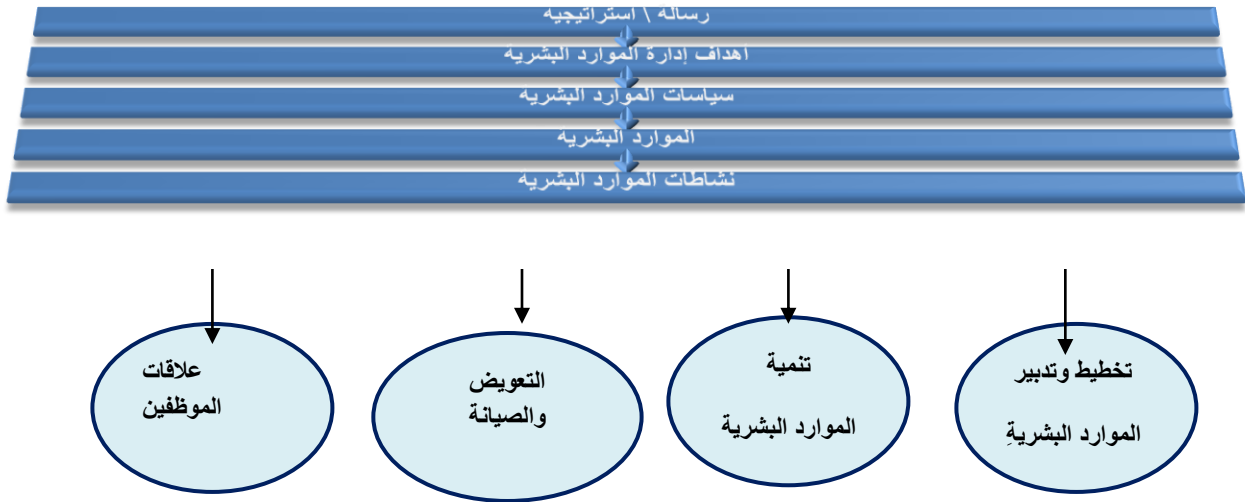 رسالة \ استراتيجيه
اهداف إدارة الموارد البشريه
سياسات الموارد البشريه
الموارد البشريه
نشاطات الموارد البشريه
تخطيط وتدبير
الموارد البشريةِ
تنمية
الموارد البشرية
التعويض
والصيانة
علاقات
الموظفين